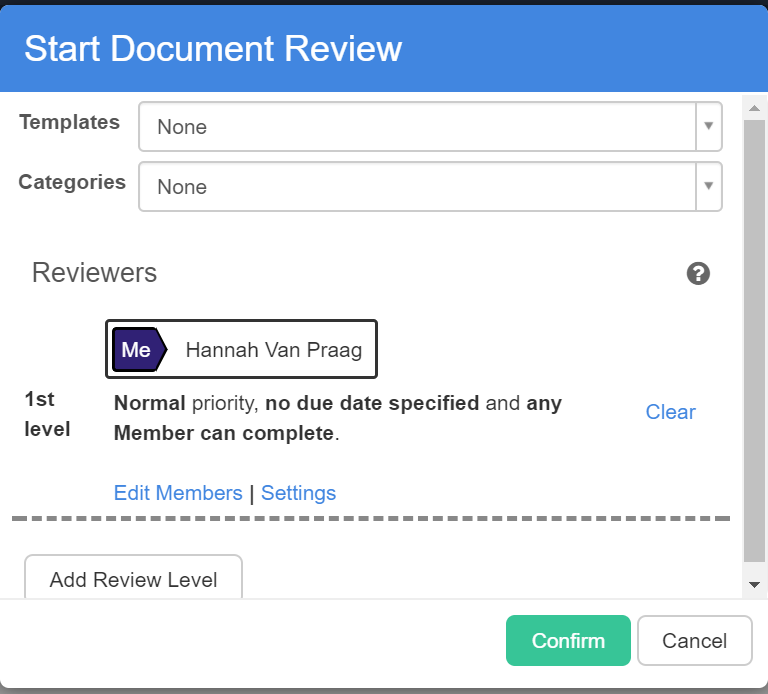 Start Document Review
Templates
None
Categories
None
Reviewers
?
Me Hannah Van Praag
1st level
Normal priority, no due date specified and any
Member can complete.
Clear
Edit Members | Settings
Add Review Level
Confirm
Cancel